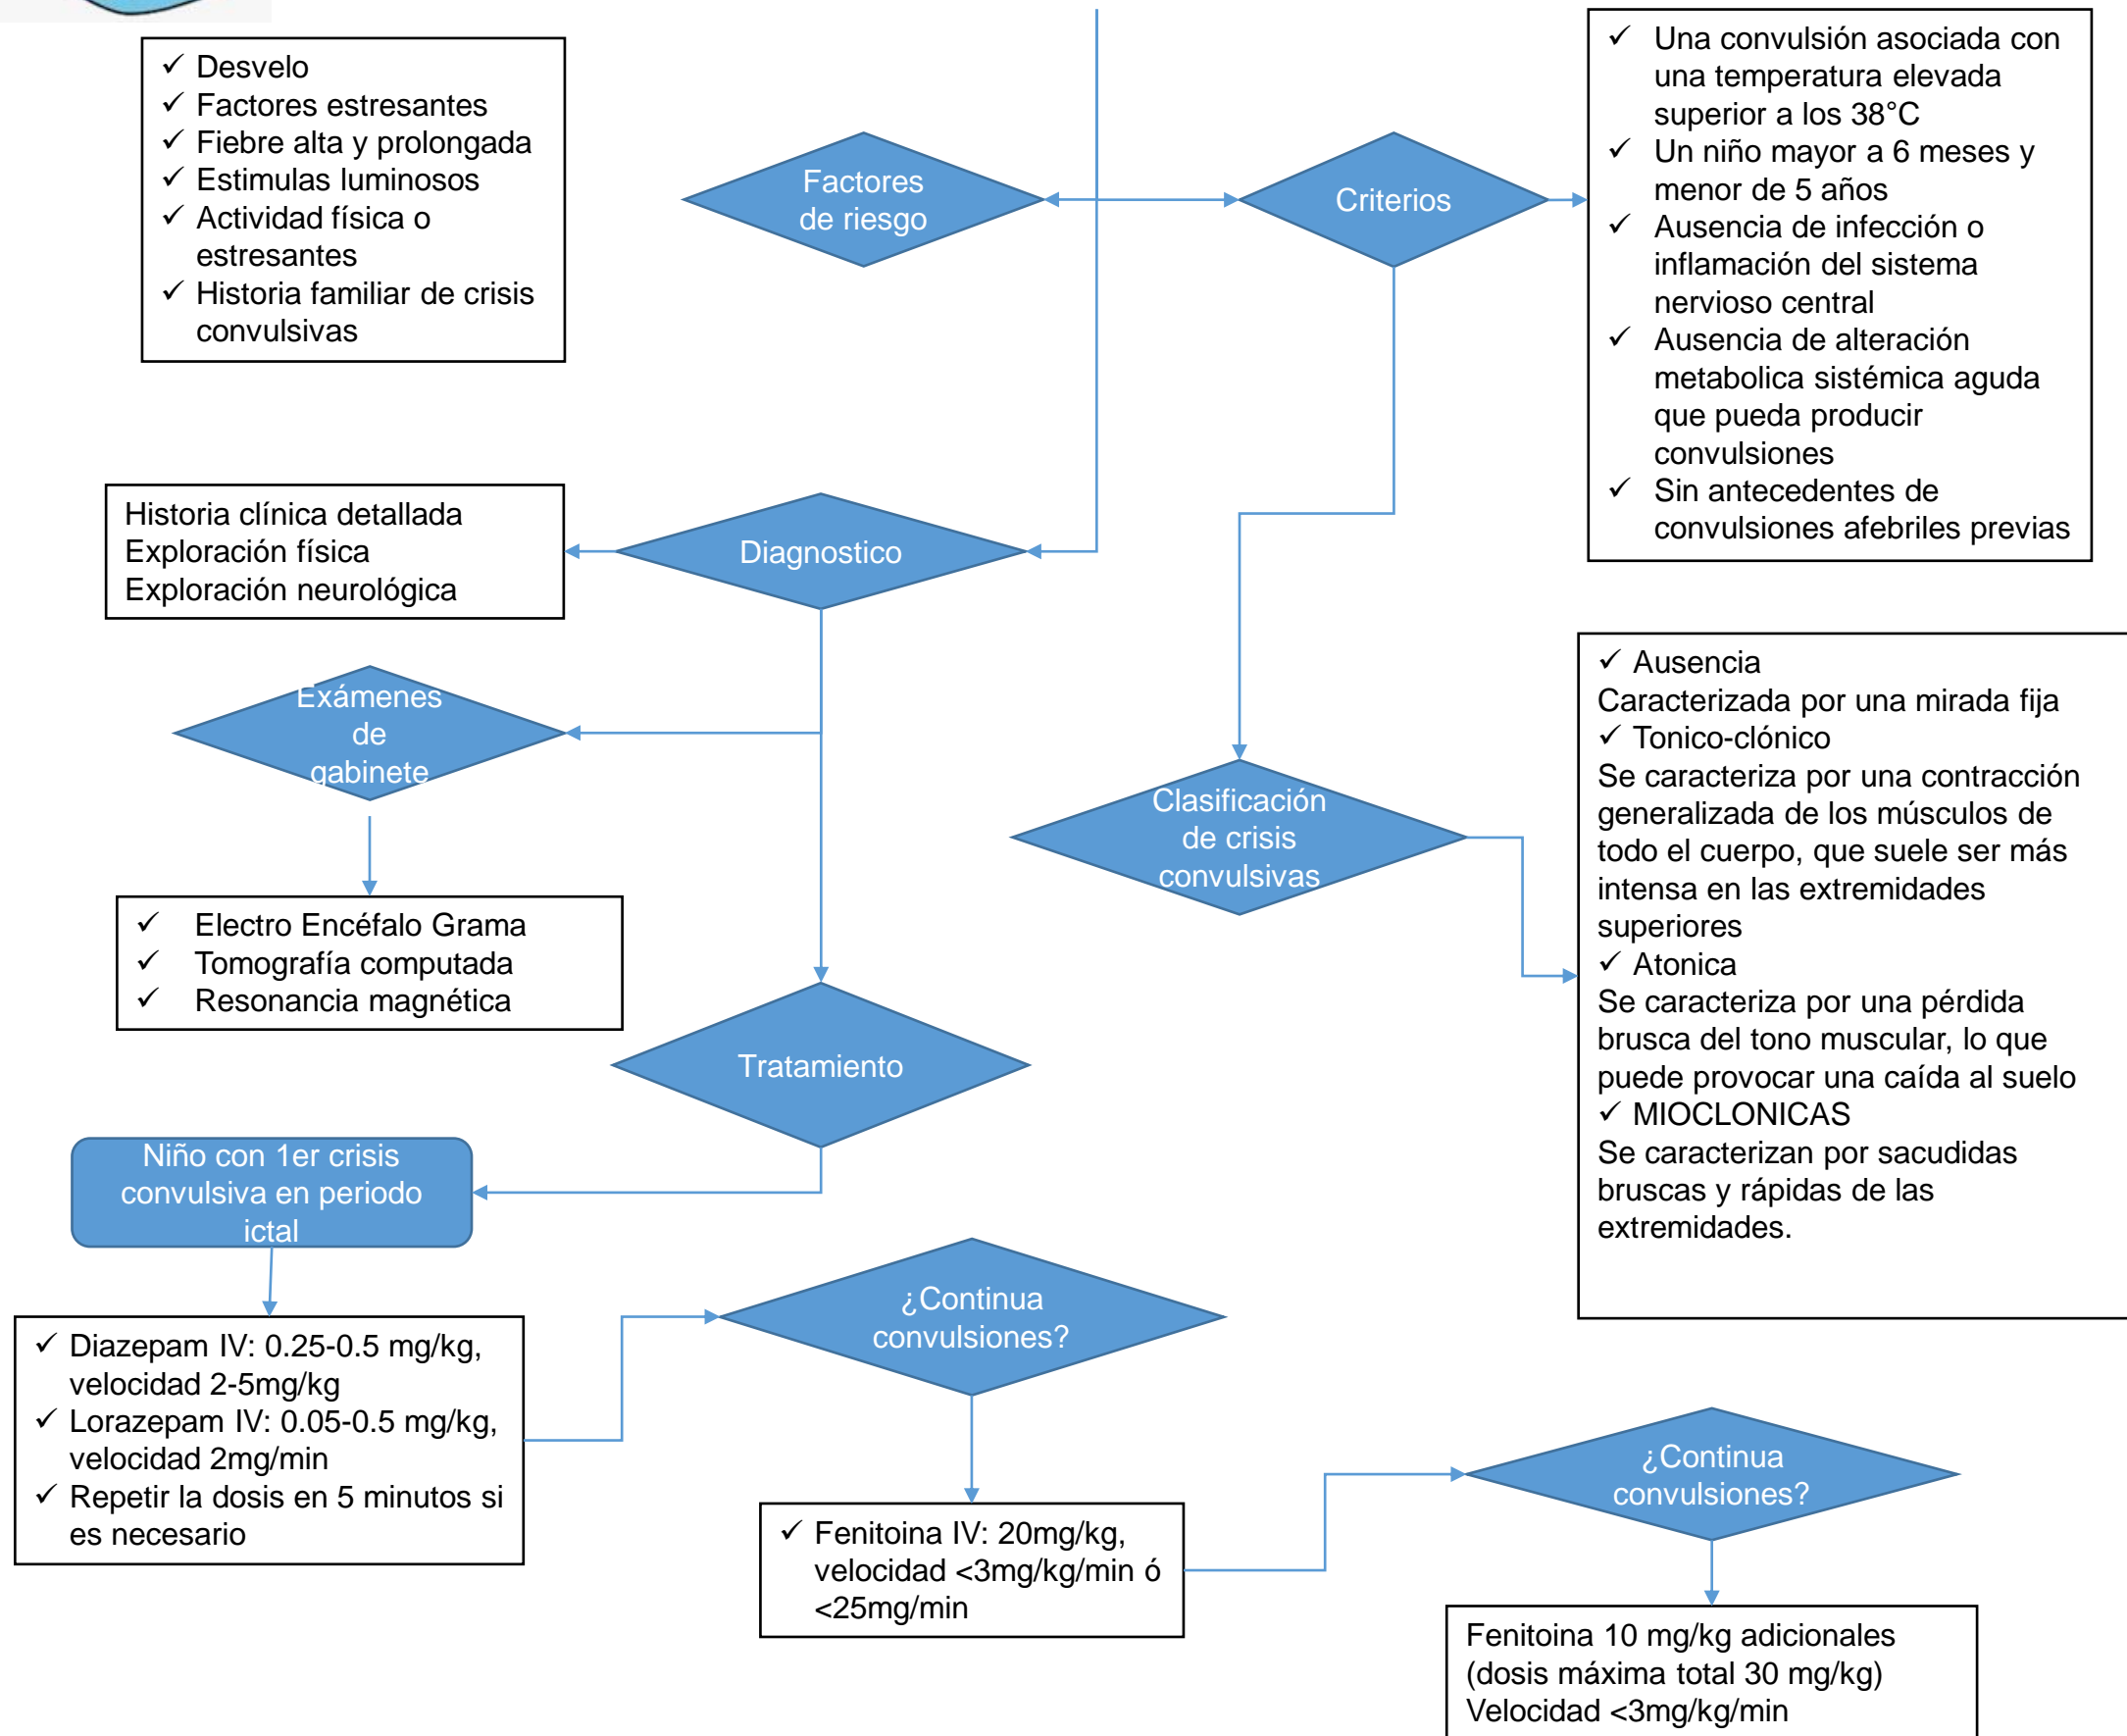 ✓ Desvelo
✓ Factores estresantes
✓ Fiebre alta y prolongada
✓ Estimulas luminosos
✓ Actividad física o
estresantes
✓ Historia familiar de crisis
convulsivas
Factores
de riesgo
Criterios
✓ Una convulsión asociada con
una temperatura elevada
superior a los 38°C
✓ Un niño mayor a 6 meses y
menor de 5 años
✓ Ausencia de infección o
inflamación del sistema
nervioso central
✓ Ausencia de alteración
metabolica sistémica aguda
que pueda producir
convulsiones
✓ Sin antecedentes de
convulsiones afebriles previas
Historia clínica detallada
Exploración física
Exploración neurológica
Diagnostico
Exámenes
de
gabinete
✓ Electro Encéfalo Grama
✓ Tomografía computada
✓ Resonancia magnética
Clasificación
de crisis
convulsivas
✓ Ausencia
Caracterizada por una mirada fija
✓ Tonico-clónico
Se caracteriza por una contracción
generalizada de los músculos de
todo el cuerpo, que suele ser más
intensa en las extremidades
superiores
✓ Atonica
Se caracteriza por una pérdida
brusca del tono muscular, lo que
puede provocar una caída al suelo
✓ MIOCLONICAS
Se caracterizan por sacudidas
bruscas y rápidas de las
extremidades.
Tratamiento
Niño con 1er crisis
convulsiva en periodo
ictal
✓ Diazepam IV: 0.25-0.5 mg/kg,
velocidad 2-5mg/kg
✓ Lorazepam IV: 0.05-0.5 mg/kg,
velocidad 2mg/min
✓ Repetir la dosis en 5 minutos si
es necesario
¿Continua
convulsiones?
✓ Fenitoina IV: 20mg/kg,
velocidad <3mg/kg/min ó
<25mg/min
¿Continua
convulsiones?
Fenitoina 10 mg/kg adicionales
(dosis máxima total 30 mg/kg)
Velocidad <3mg/kg/min